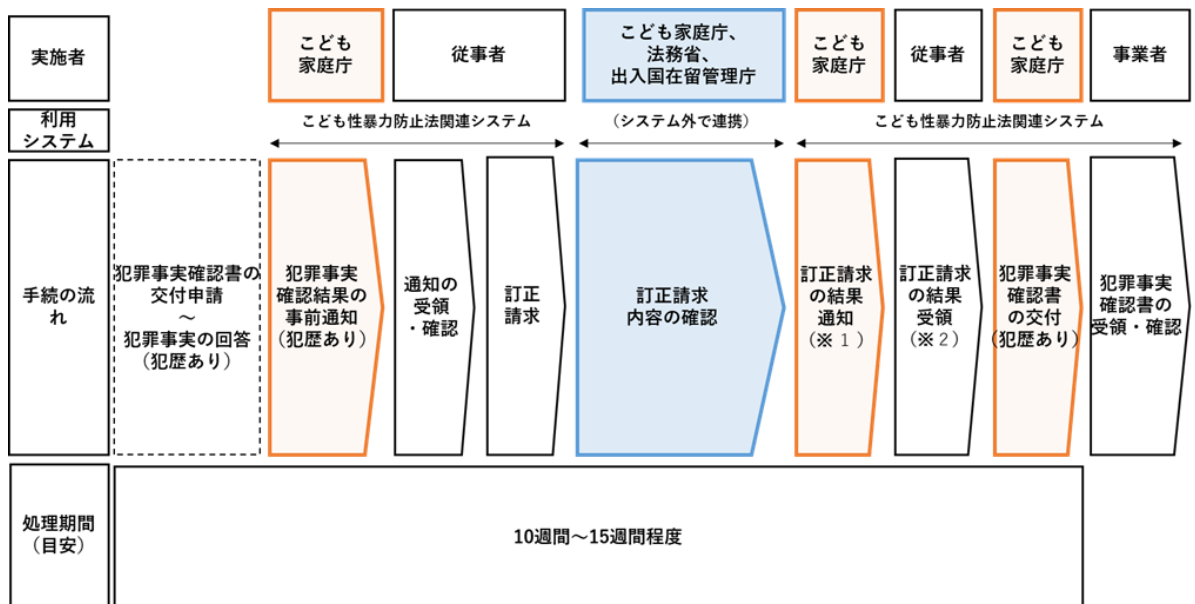 実施者
こども
家庭庁
従事者
こども家庭庁、
法務省、
出入国在留管理庁
こども
家庭庁
従事者
こども
家庭庁
事業者
利用
システム
こども性暴力防止法関連システム
(システム外で連携)
こども性暴力防止法関連システム
手続の流
れ
犯罪事実確認書の
交付申請
～
犯罪事実の回答
(犯歴あり)
犯罪事実
確認結果の
事前通知
(犯歴あり)
通知の
受領
・確認
訂正
請求
訂正請求
内容の確認
訂正請求
の結果
通知
(※１)
訂正請求
の結果
受領
(※２)
犯罪事実
確認書
の交付
(犯歴あり)
犯罪事実
確認書の
受領・確認
処理期間
(目安)
10週間～15週間程度